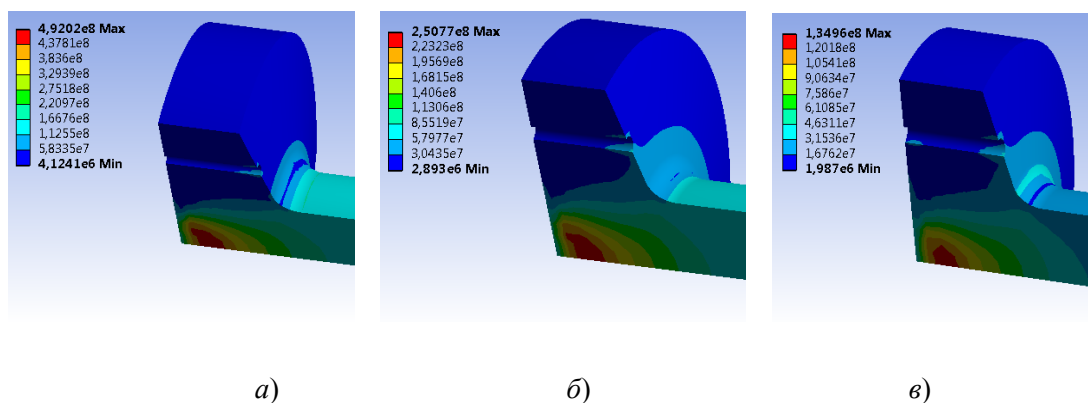 4,9202e8 Max
4,3781e8
3,836e8
3,2939e8
2,7518e8
2,2097e8
1,6676e8
1,1255e8
5,8335e7
4,1241e6 Min
2,5077e8 Max
2,2323e8
1,9569e8
1,6815e8
1,406e8
1,1306e8
8,5519e7
5,7977e7
3,0435e7
2,893e6 Min
1,3496e8 Max
1,2018e8
1,0541e8
9,0634e7
7,586e7
6,1085e7
4,6311e7
3,1536e7
1,6762e7
1,987e6 Min
а)
б)
в)